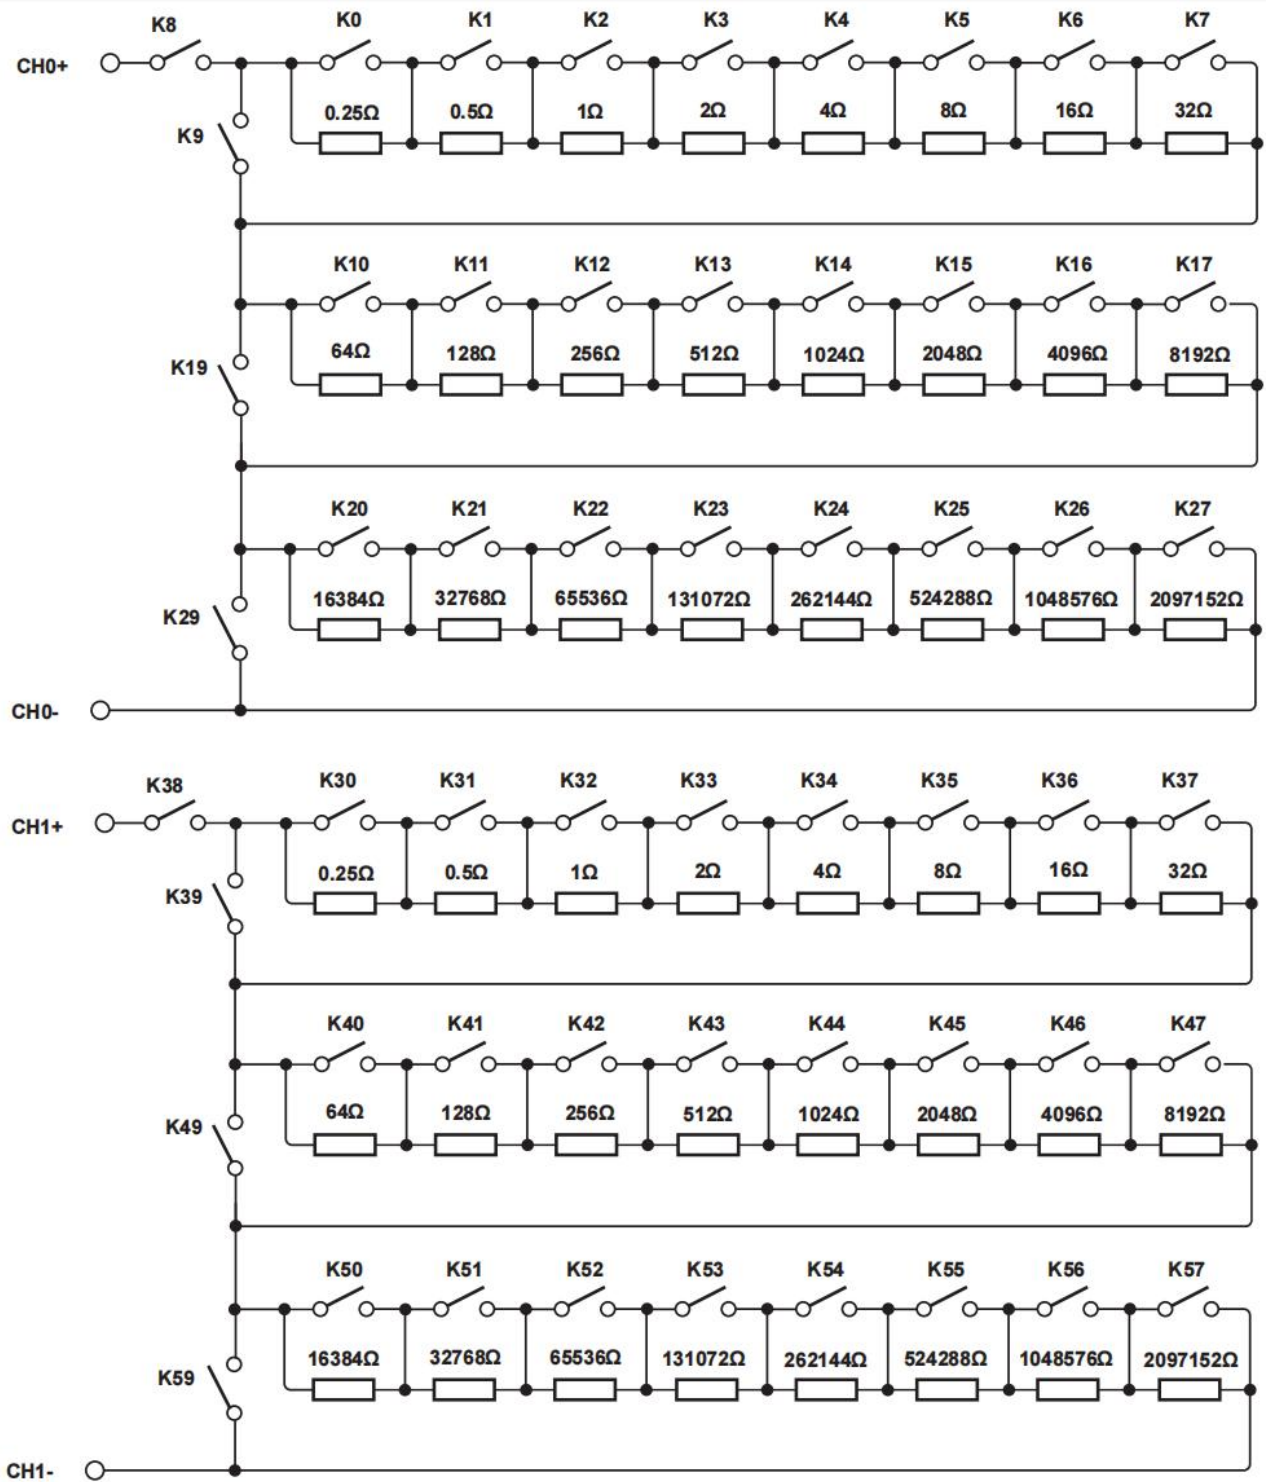 K8 K0 K1 K2 K3 K4 K5 K6 K7
CH0+
0.25Ω 0.5Ω 1Ω 2Ω 4Ω 8Ω 16Ω 32Ω
K9
K10 K11 K12 K13 K14 K15 K16 K17
64Ω 128Ω 256Ω 512Ω 1024Ω 2048Ω 4096Ω 8192Ω
K19
K20 K21 K22 K23 K24 K25 K26 K27
16384Ω 32768Ω 65536Ω 131072Ω 262144Ω 524288Ω 1048576Ω 2097152Ω
K29
CH0-
K38 K30 K31 K32 K33 K34 K35 K36 K37
CH1+
0.25Ω 0.5Ω 1Ω 2Ω 4Ω 8Ω 16Ω 32Ω
K39
K40 K41 K42 K43 K44 K45 K46 K47
64Ω 128Ω 256Ω 512Ω 1024Ω 2048Ω 4096Ω 8192Ω
K49
K50 K51 K52 K53 K54 K55 K56 K57
16384Ω 32768Ω 65536Ω 131072Ω 262144Ω 524288Ω 1048576Ω 2097152Ω
K59
CH1-